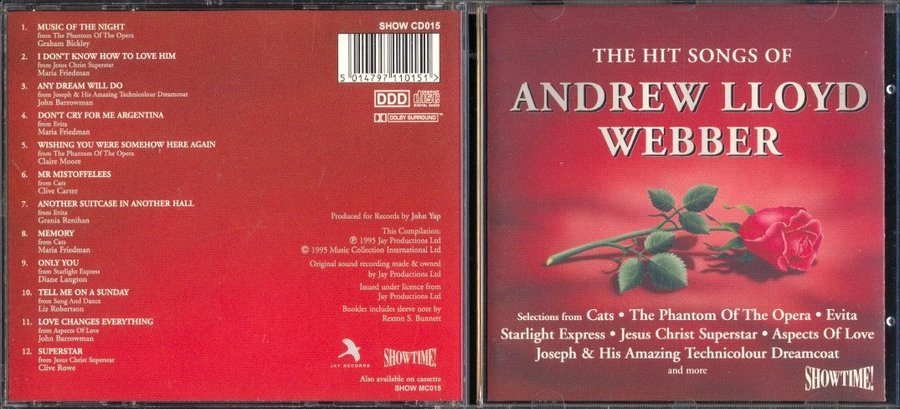 1. MUSIC OF THE NIGHT
from The Phantom Of The Opera
Graham Bickley
2. I DON'T KNOW HOW TO LOVE HIM
from Jesus Christ Superstar
Maria Friedman
3. ANY DREAM WILL DO
from Joseph & His Amazing Technicolour Dreamcoat
John Barrowman
4. DON'T CRY FOR ME ARGENTINA
from Evita
Maria Friedman
5. WISHING YOU WERE SOMEHOW HERE AGAIN
from The Phantom Of The Opera
Claire Moore
6. MR MISTOFFELEES
from Cats
Clive Carter
7. ANOTHER SUITCASE IN ANOTHER HALL
from Evita
Grania Renihan
8. MEMORY
from Cats
Maria Friedman
9. ONLY YOU
from Starlight Express
Diane Langton
10. TELL ME ON A SUNDAY
from Song And Dance
Liz Robertson
11. LOVE CHANGES EVERYTHING
from Aspects Of Love
John Barrowman
12. SUPERSTAR
from Jesus Christ Superstar
Clive Rowe
SHOW CD015
5 014797 110151 >
DDD COMPACT disc DIGITAL AUDIO
DOLBY SURROUND™
Produced for Records by John Yap
This Compilation:
℗ 1995 Jay Productions Ltd
© 1995 Music Collection International Ltd
Original sound recording made & owned
by Jay Productions Ltd
Issued under licence from
Jay Productions Ltd
Booklet includes sleeve note by
Rexton S. Bunnett
JAY RECORDS
SHOWTIME!
Also available on cassette
SHOW MC015
THE HIT SONGS OF
ANDREW LLOYD
WEBBER
Selections from Cats • The Phantom Of The Opera • Evita
Starlight Express • Jesus Christ Superstar • Aspects Of Love
Joseph & His Amazing Technicolour Dreamcoat
and more
SHOWTIME!